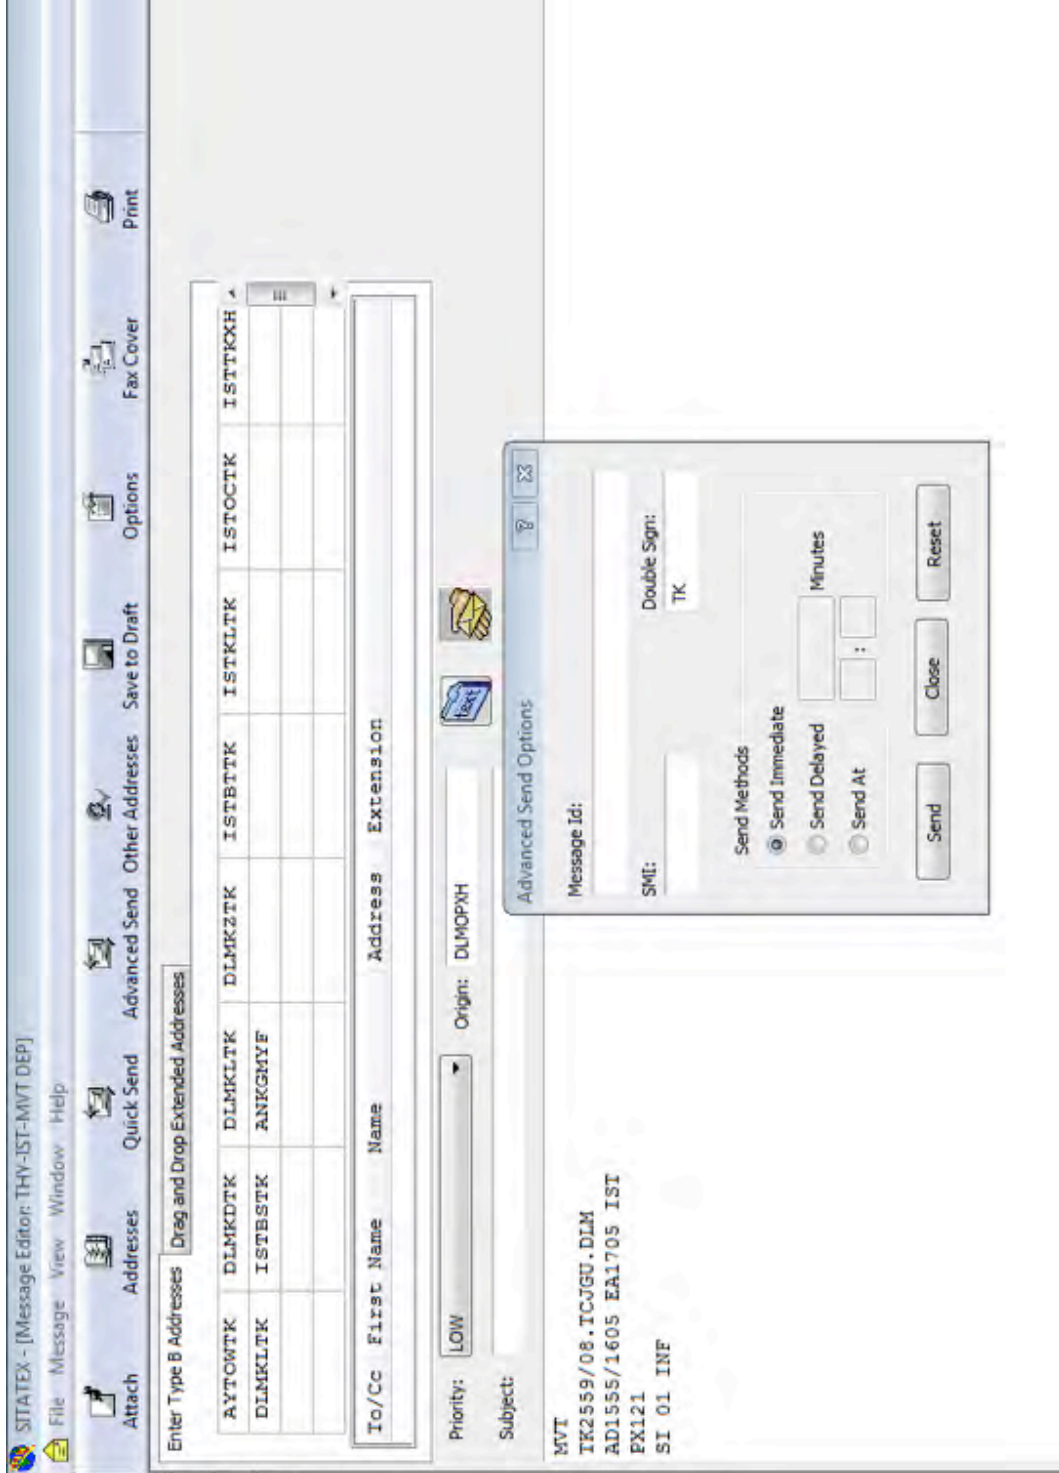 SITATEX - [Message Editor: THY-IST-MVT DEP]
File Message View Window Help
Attach Addresses Quick Send Advanced Send Other Addresses Save to Draft Options Fax Cover Print
Enter Type B Addresses Drag and Drop Extended Addresses
AYTOWTK DLMKDTK DLMKLTK DLMKZTK ISTBTTK ISTKLTK ISTOCTK ISTTKXH
DLMKLTK ISTBSTK ANKGMYF
To/Cc First Name Name Address Extension
Priority: LOW Origin: DLMOPXH text
Subject:
Advanced Send Options
Message Id:
SMI: Double Sign:
TK
Send Methods
Send Immediate
Send Delayed Minutes
Send At :
Send Close Reset
MVT
TK2559/08.TCJGU.DLM
AD1555/1605 EA1705 IST
PX121
SI 01 INF